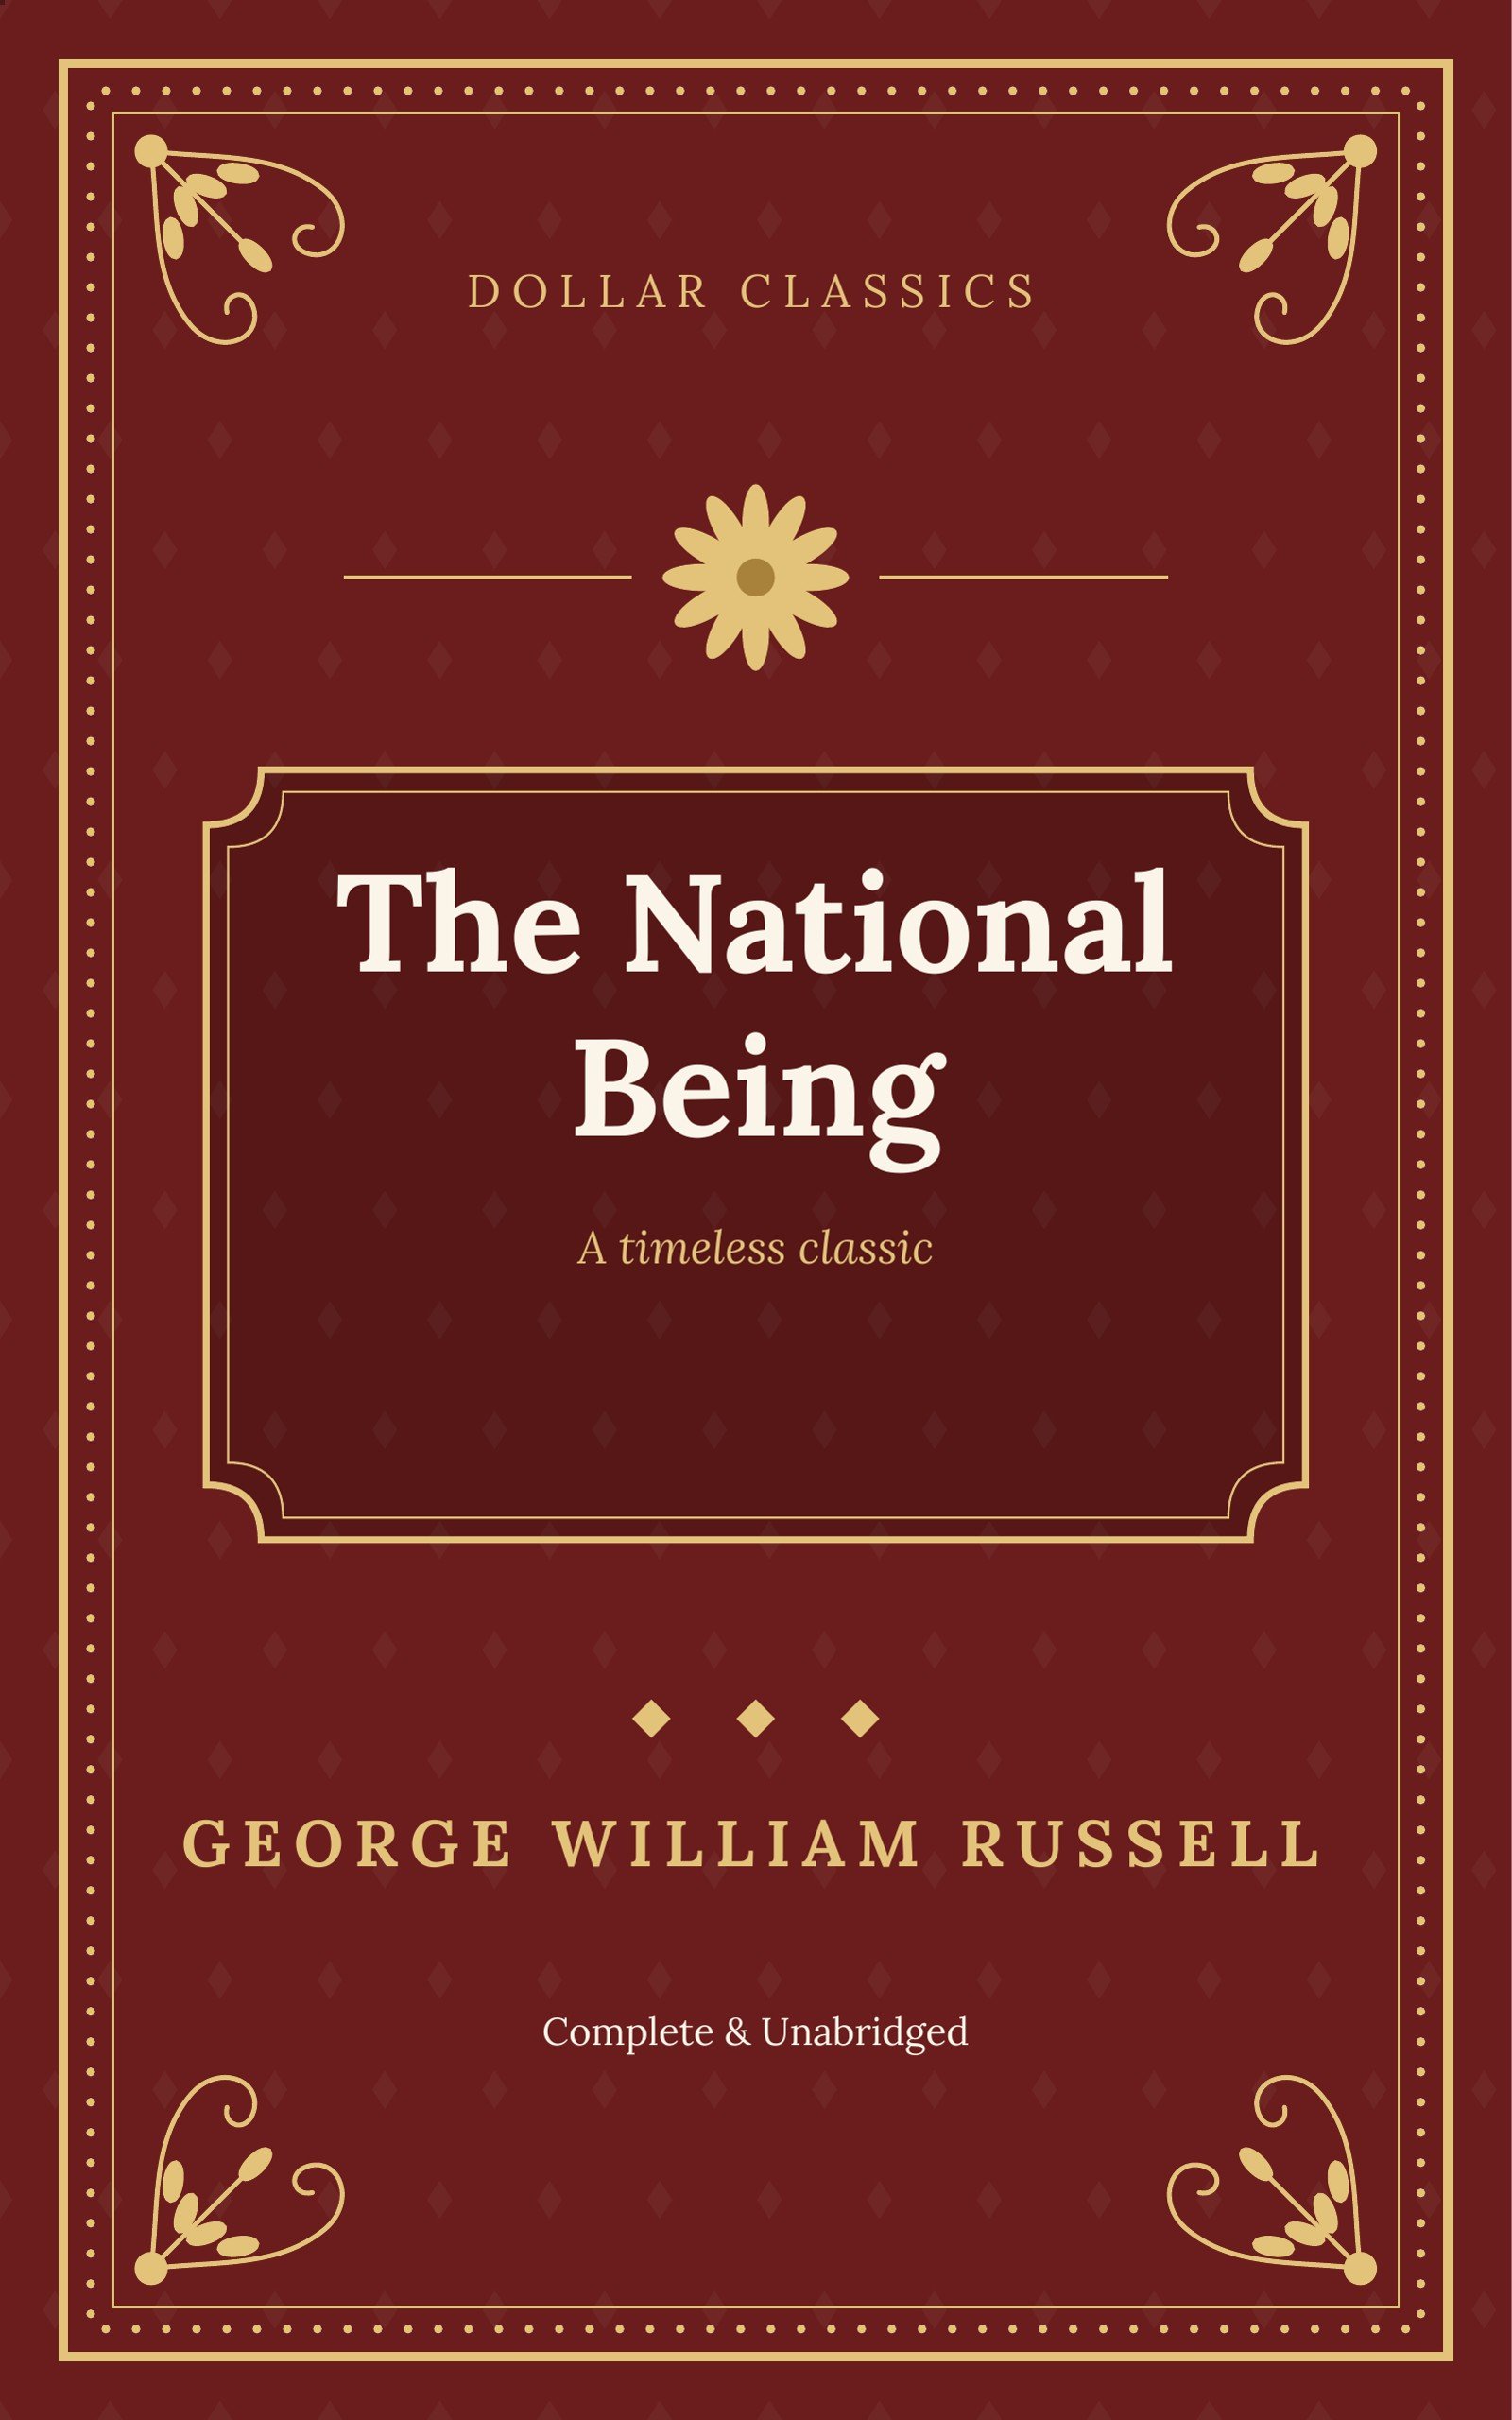 DOLLAR CLASSICS
The National
Being
A timeless classic
GEORGE WILLIAM RUSSELL
Complete & Unabridged